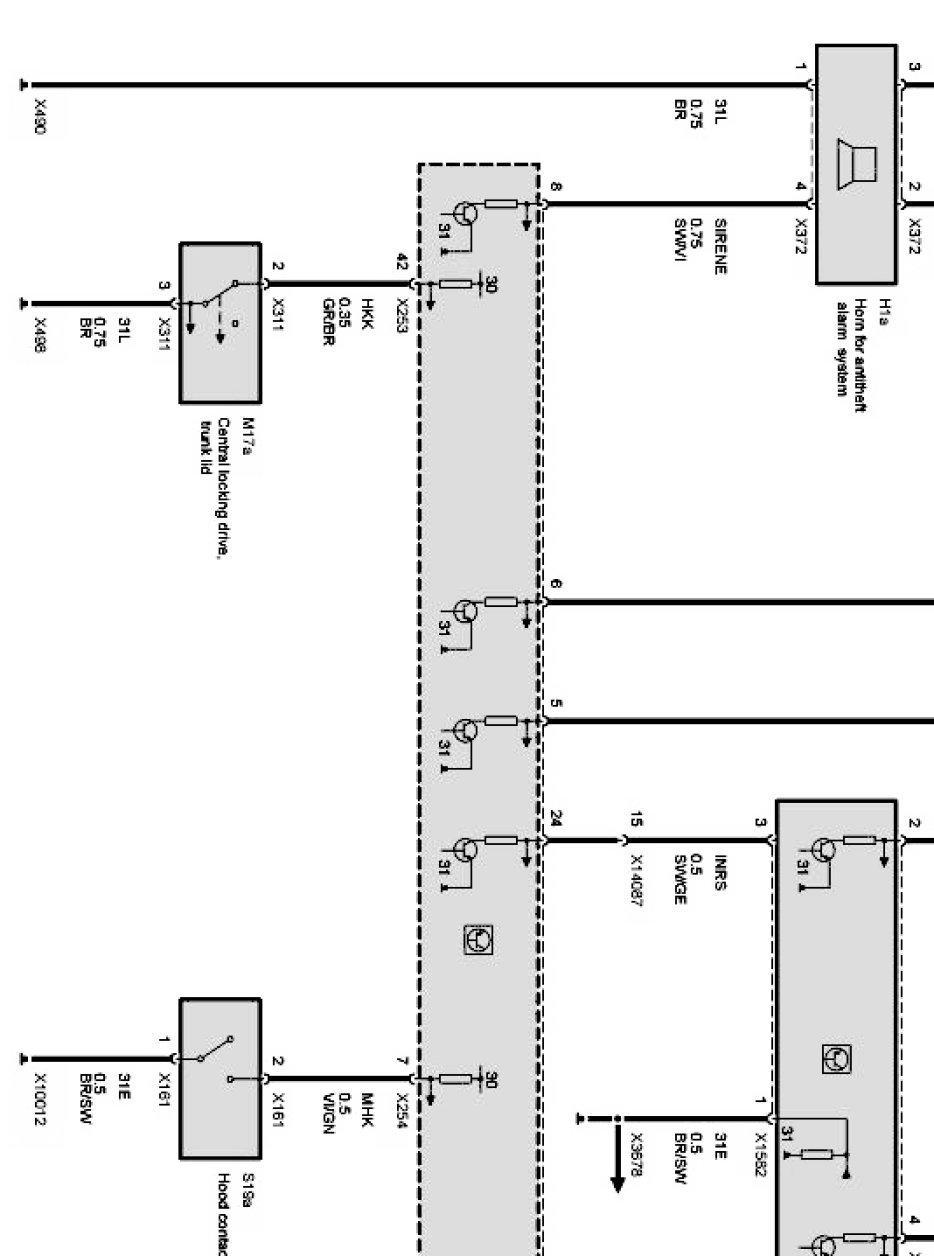 3
2
X372
H1a
Horn for antitheft
alarm system
1
4
X372
31L
0.75
BR
SIRENE
0.75
SW/VI
8
31
30
42
X253
HKK
0.35
GR/BR
2
X311
M17a
Central locking drive,
trunk lid
3
X311
31L
0.75
BR
X498
X490
6
31
5
31
24
31
15
X14087
INRS
0.5
SW/GE
3
2
31
1
X1582
31
31E
0.5
BR/SW
X3678
4
30
7
X254
MHK
0.5
VI/GN
2
X161
S19a
1
X161
31E
0.5
BR/SW
X10012
Hood contac